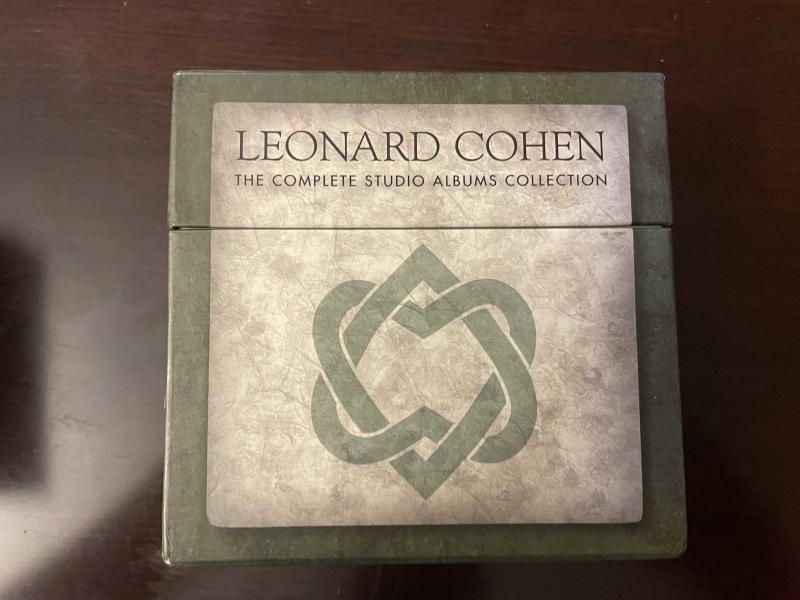 LEONARD COHEN
THE COMPLETE STUDIO ALBUMS COLLECTION